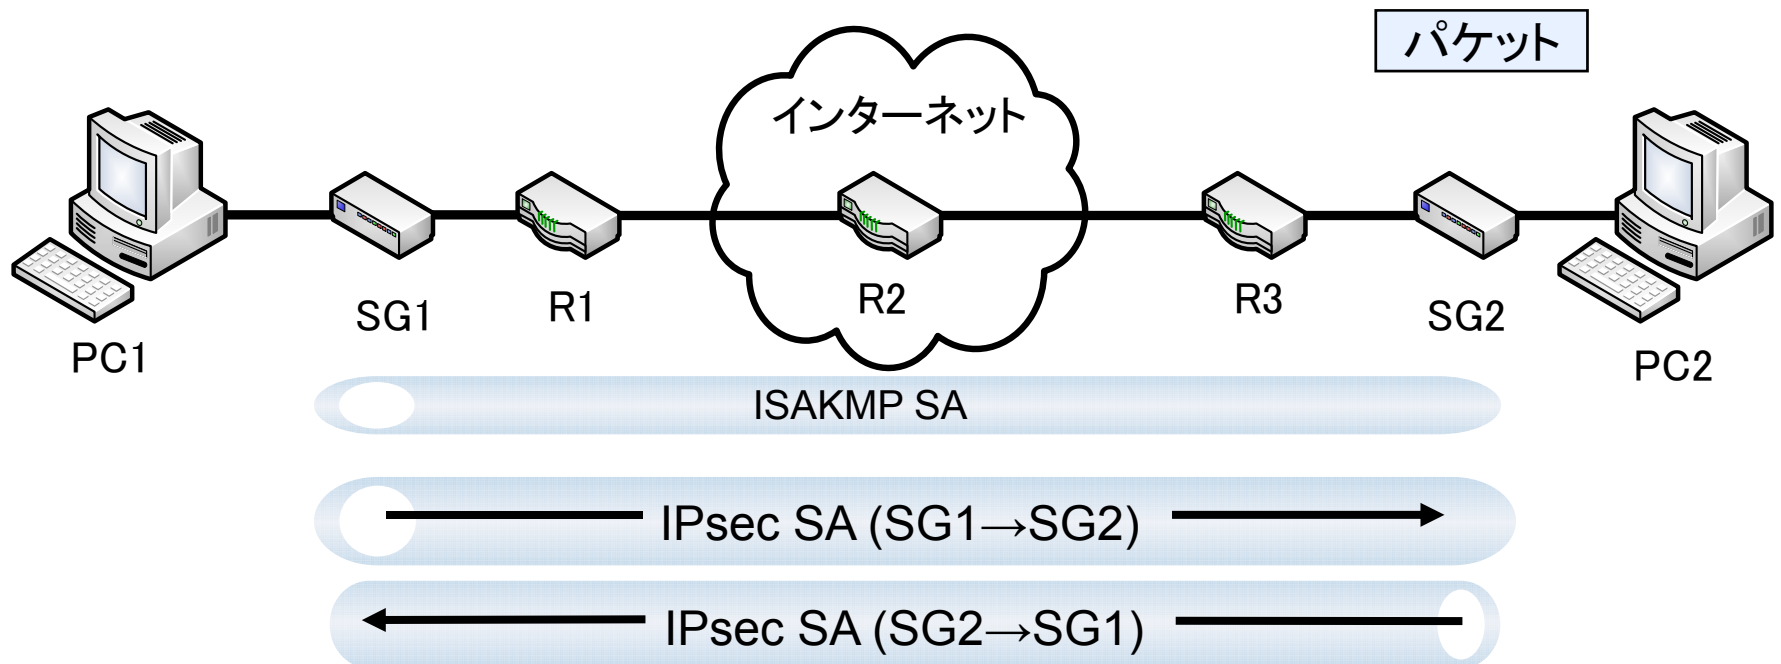 パケット
インターネット
PC1
SG1
R1
R2
R3
SG2
PC2
ISAKMP SA
IPsec SA (SG1→SG2)
IPsec SA (SG2→SG1)